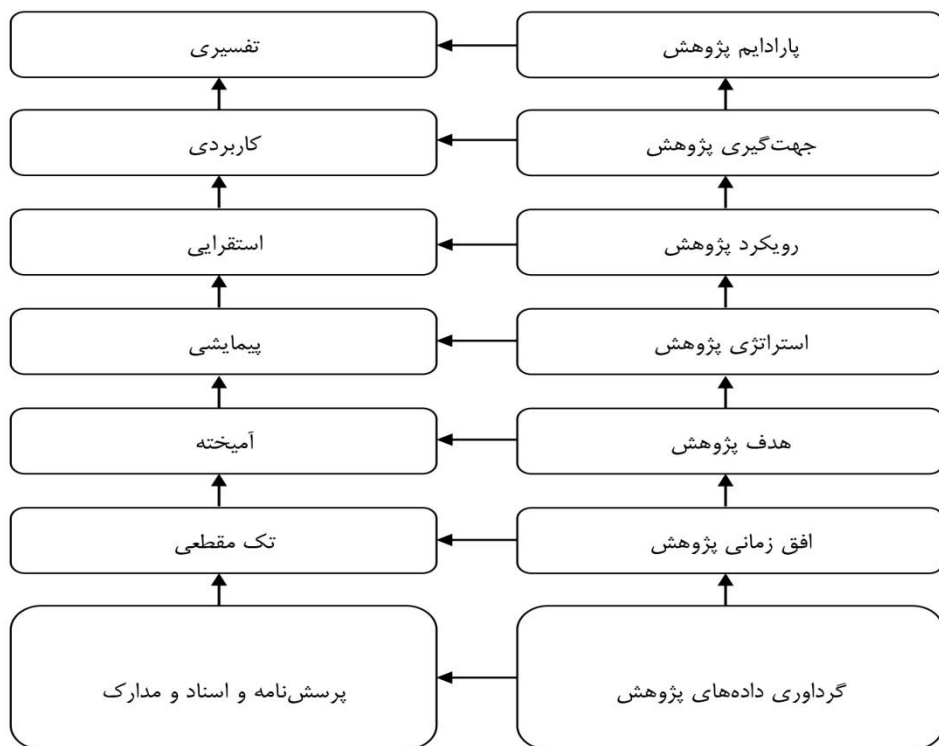 پارادایم پژوهش
تفسیری
جهت‌گیری پژوهش
کاربردی
رویکرد پژوهش
استقرایی
استراتژی پژوهش
پیمایشی
هدف پژوهش
آمیخته
افق زمانی پژوهش
تک مقطعی
گرداوری داده‌های پژوهش
پرسش‌نامه و اسناد و مدارک